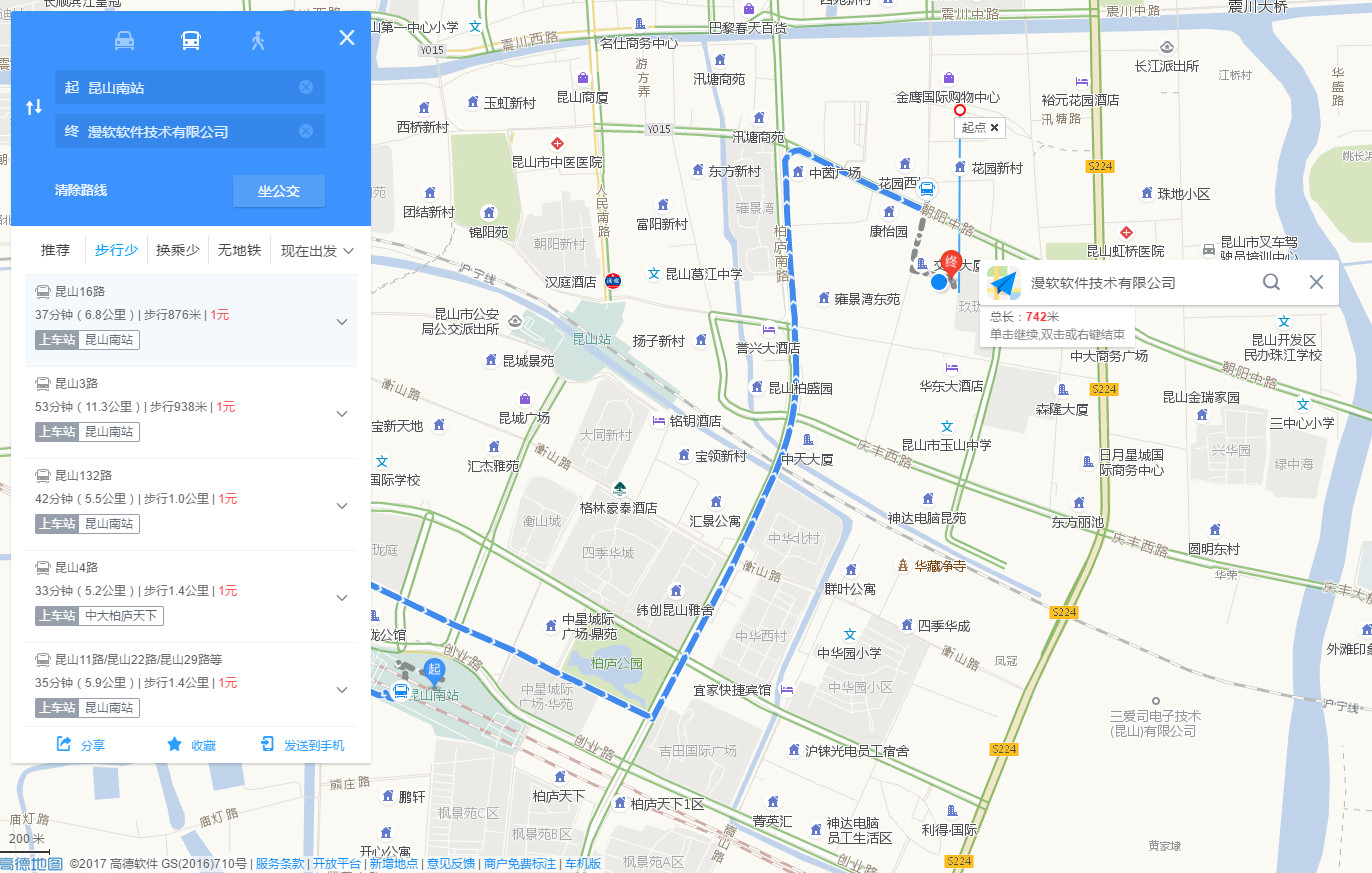 起 昆山南站
终 漫软软件技术有限公司
清除路线
坐公交
推荐
步行少
换乘少
无地铁
现在出发
昆山16路
37分钟（6.8公里）| 步行876米 | 1元
上车站 昆山南站
昆山3路
53分钟（11.3公里）| 步行938米 | 1元
上车站 昆山南站
昆山132路
42分钟（5.5公里）| 步行1.0公里 | 1元
上车站 昆山南站
昆山4路
33分钟（5.2公里）| 步行1.4公里 | 1元
上车站 中大柏庐天下
昆山11路/昆山22路/昆山29路等
35分钟（5.9公里）| 步行1.4公里 | 1元
上车站 昆山南站
分享
收藏
发送到手机
庙灯路
庙灯路
200 米
高德地图
©2017 高德软件 GS(2016)710号 | 服务条款 | 开放平台 | 新增地点 | 意见反馈 | 商户免费标注 | 车机版
山第一中心小学
Y015
震川西路
名仕商务中心
巴黎春天百货
震川中路
震川中路
震川大桥
游方弄
汛塘商苑
长江派出所
江桥村
华盛路
昆山商厦
玉虹新村
西桥新村
金鹰国际购物中心
裕元花园酒店
汛塘路
起点
Y015
汛塘商苑
昆山市中医医院
东方新村
中茵广场
花园西
花园新村
S224
姚长浜
珠地小区
团结新村
锦阳苑
人民南路
富阳新村
雍景湾
柏庐南路
康怡园
朝阳中路
昆山虹桥医院
昆山市叉车驾
驶员培训中心
朝阳新村
沪宁线
汉庭酒店
昆山葛江中学
雍景湾东苑
终
漫软软件技术有限公司
总长：742米
单击继续,双击或右键结束
昆山市公安
局公交派出所
昆山站
扬子新村
普兴大酒店
中大商务广场
昆山开发区
民办珠江学校
昆城景苑
昆山柏盛园
华东大酒店
朝阳中路
衡山路
S224
森隆大厦
昆山金瑞家园
三中心小学
宝新天地
昆城广场
铭钥酒店
大同新村
汇杰雅苑
衡山路
宝领新村
中天大厦
庆丰西路
昆山市玉山中学
日月星城国
际商务中心
兴华园
绿中海
国际学校
格林豪泰酒店
衡山城
汇景公寓
神达电脑昆苑
东方丽池
中华北村
四季华城
庆丰西路
圆明东村
华荣
珑庭
衡山路
华藏净寺
群叶公寓
纬创昆山雅舍
S224
中星城际
广场·鼎苑
中华西村
四季华成
珑公馆
创业路
柏庐公园
中华园小学
衡山路
凤冠
外滩印象
起
昆山南站
中星城际
广场·华苑
宜家快捷宾馆
中华园小区
沪宁线
三爱司电子技术
(昆山)有限公司
创业路
吉田国际广场
沪铼光电员工宿舍
S224
熊庄路
鹏轩
柏庐天下
柏庐天下1区
枫景苑C区
枫景苑B区
枫景苑A区
菁英汇
神达电脑
员工生活区
利得·国际
黄家埭
开心公寓
创业路
S224